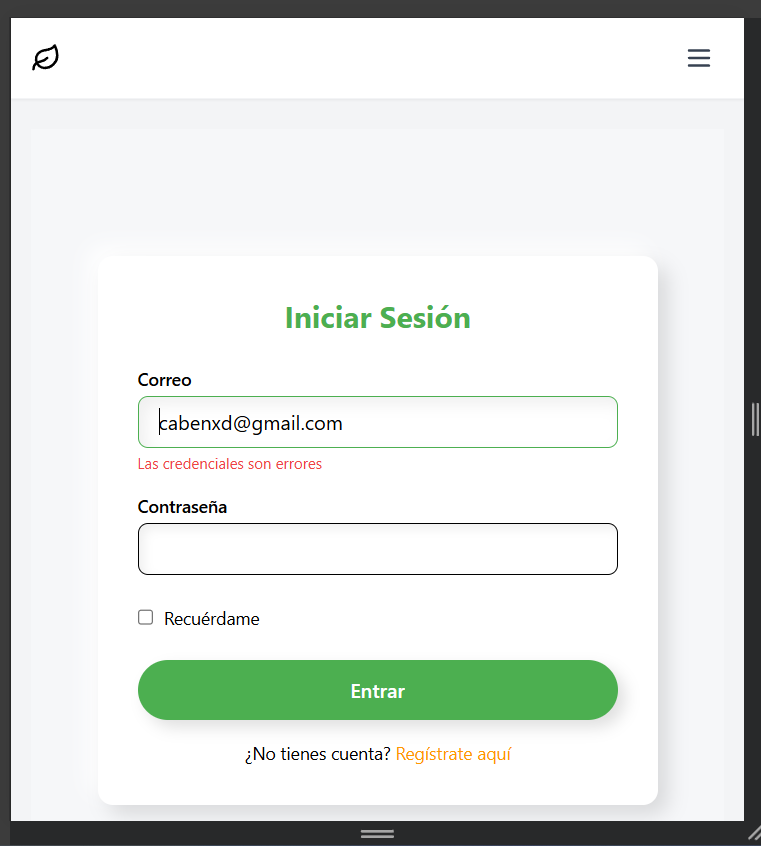 Iniciar Sesión
Correo
cabenxd@gmail.com
Las credenciales son errores
Contraseña
Recuérdame
Entrar
¿No tienes cuenta? Regístrate aquí